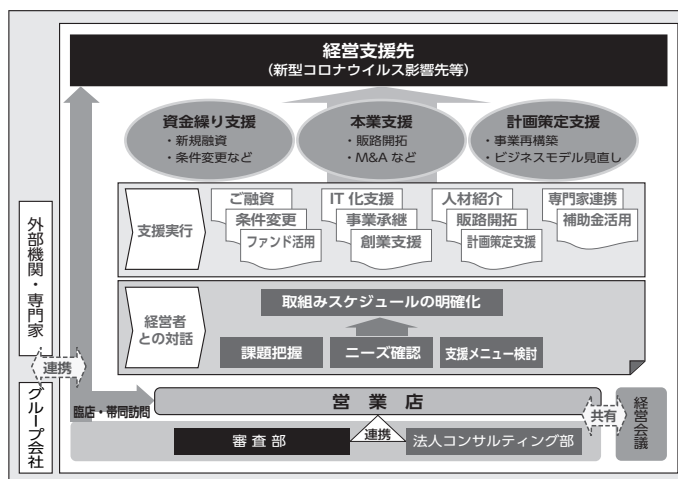 経営支援先
(新型コロナウイルス影響先等)
資金繰り支援
・新規融資
・条件変更など
本業支援
・販路開拓
・M&A など
計画策定支援
・事業再構築
・ビジネスモデル見直し
支援実行
ご融資
条件変更
ファンド活用
IT 化支援
事業承継
創業支援
人材紹介
販路開拓
計画策定支援
専門家連携
補助金活用
経営者
との対話
取組みスケジュールの明確化
課題把握
ニーズ確認
支援メニュー検討
外部機関・専門家
連携
グループ会社
臨店・帯同訪問
営業店
審査部
連携
法人コンサルティング部
共有
経営会議